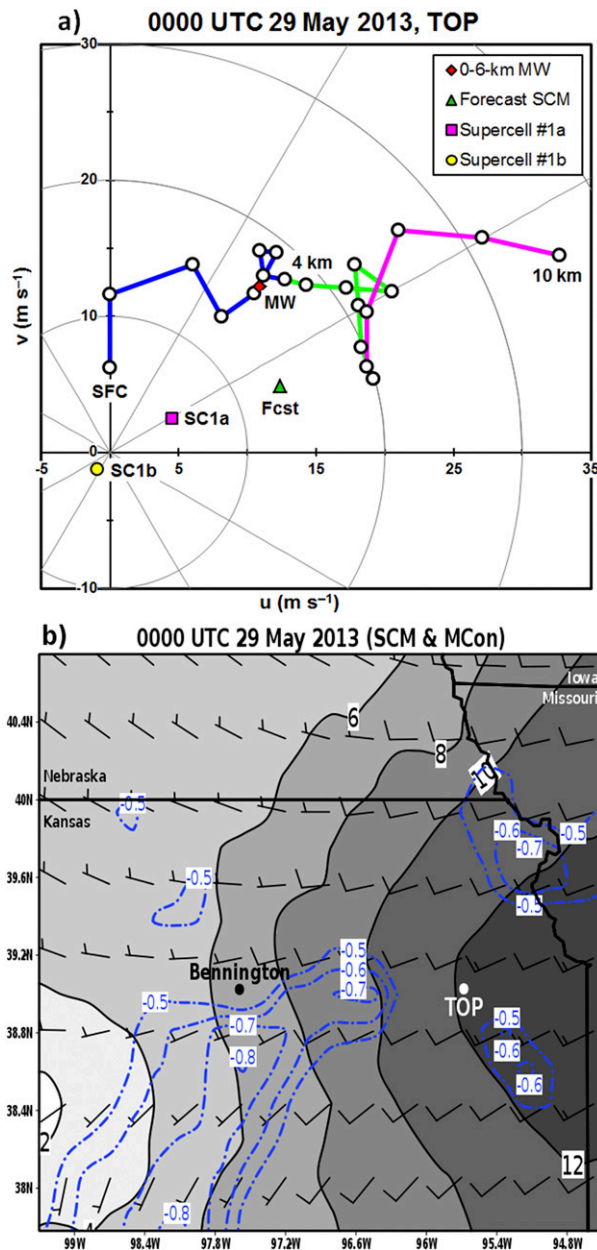 a)
0000 UTC 29 May 2013, TOP
30
20
10
0
-10
-5
5
15
25
35
v (m s⁻¹)
u (m s⁻¹)
0-6-km MW
Forecast SCM
Supercell #1a
Supercell #1b
4 km
10 km
MW
SFC
Fcst
SC1a
SC1b
b)
0000 UTC 29 May 2013 (SCM & MCon)
Iowa
Missouri
40.4N
6
8
10
Nebraska
40N
Kansas
-0.5
-0.6
-0.5
-0.7
-0.5
39.6N
-0.5
39.2N
-0.5
-0.6
-0.7
Bennington
TOP
-0.5
-0.5
38.8N
-0.7
-0.6
-0.8
-0.6
38.4N
2
12
38N
-0.8
4
99W
98.4W
97.8W
97.2W
96.6W
96W
95.4W
94.8W